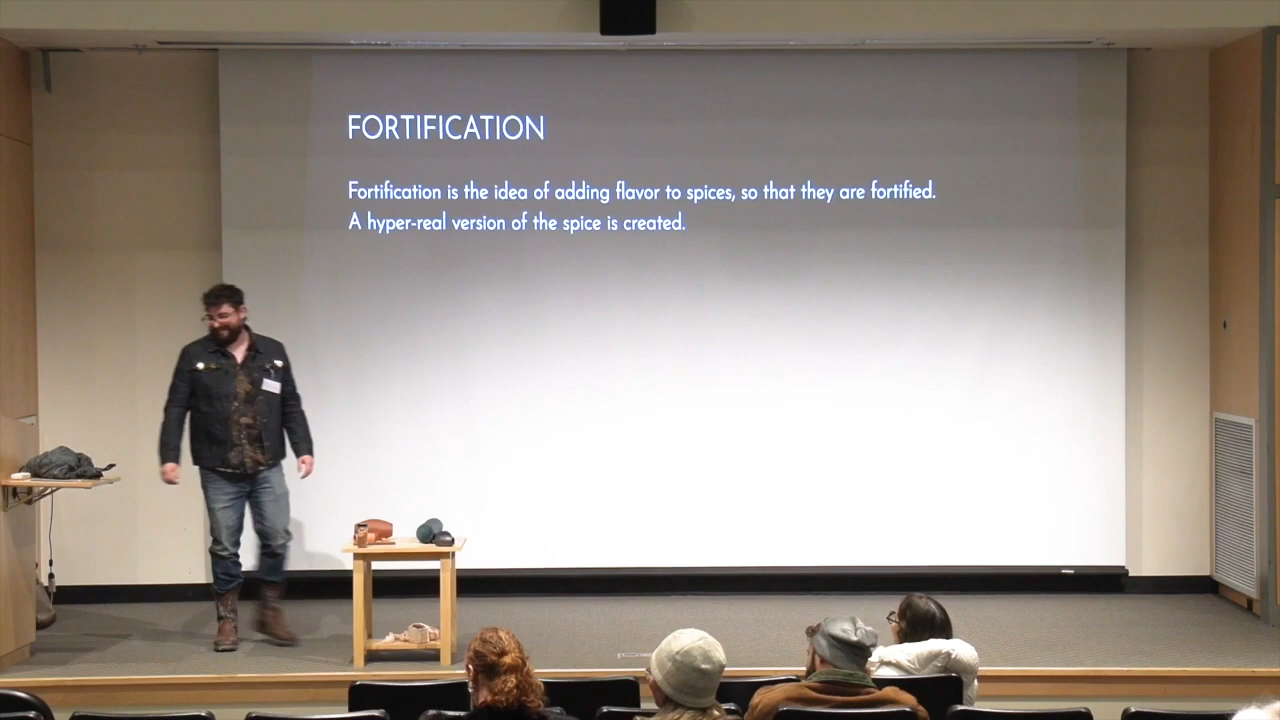 FORTIFICATION
Fortification is the idea of adding flavor to spices, so that they are fortified.
A hyper-real version of the spice is created.